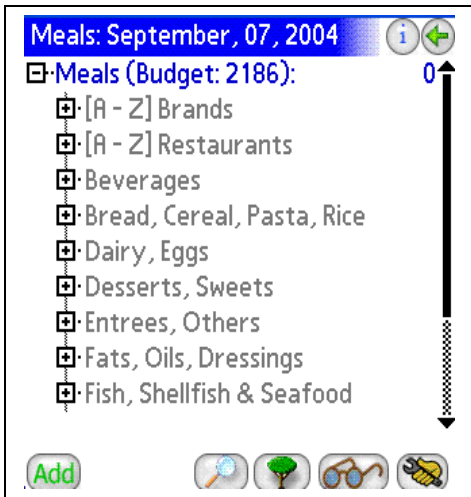 Meals: September, 07, 2004 i
Meals (Budget: 2186): 0
[A - Z] Brands
[A - Z] Restaurants
Beverages
Bread, Cereal, Pasta, Rice
Dairy, Eggs
Desserts, Sweets
Entrees, Others
Fats, Oils, Dressings
Fish, Shellfish & Seafood
Add